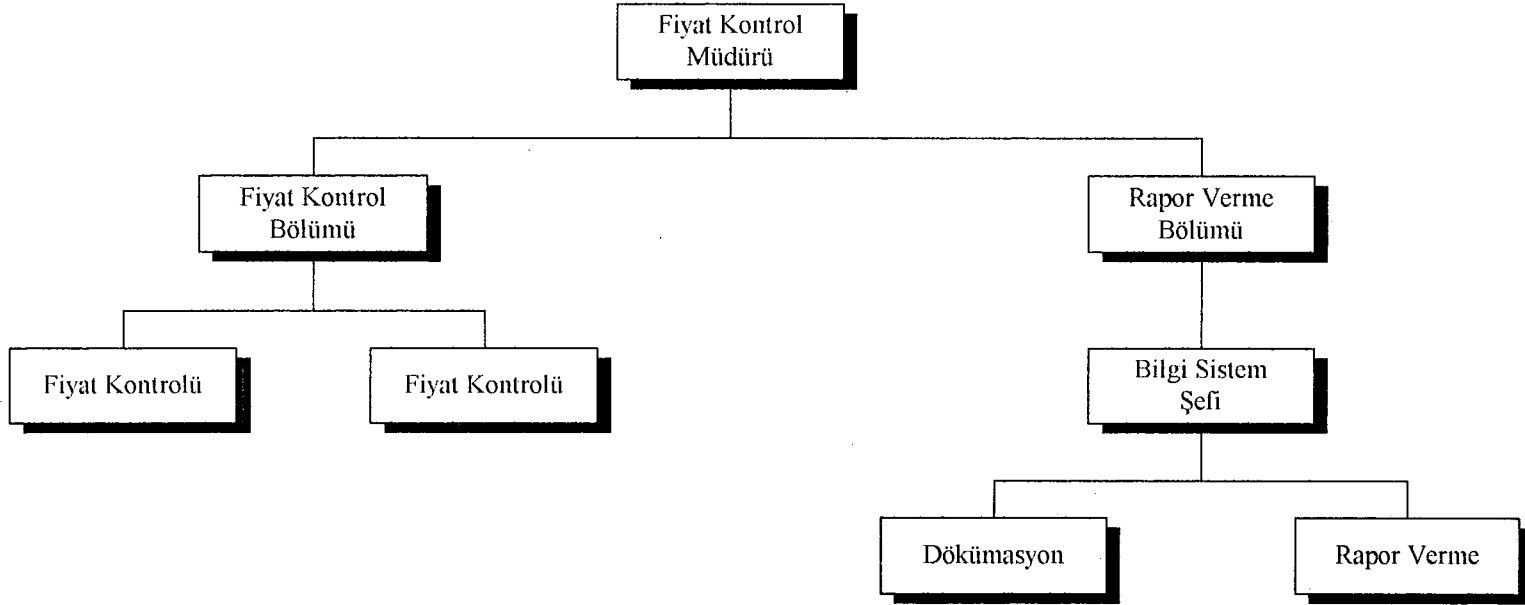 Fiyat Kontrol
Müdürü
Fiyat Kontrol
Bölümü
Rapor Verme
Bölümü
Fiyat Kontrolü
Fiyat Kontrolü
Bilgi Sistem
Şefi
Dökümasyon
Rapor Verme